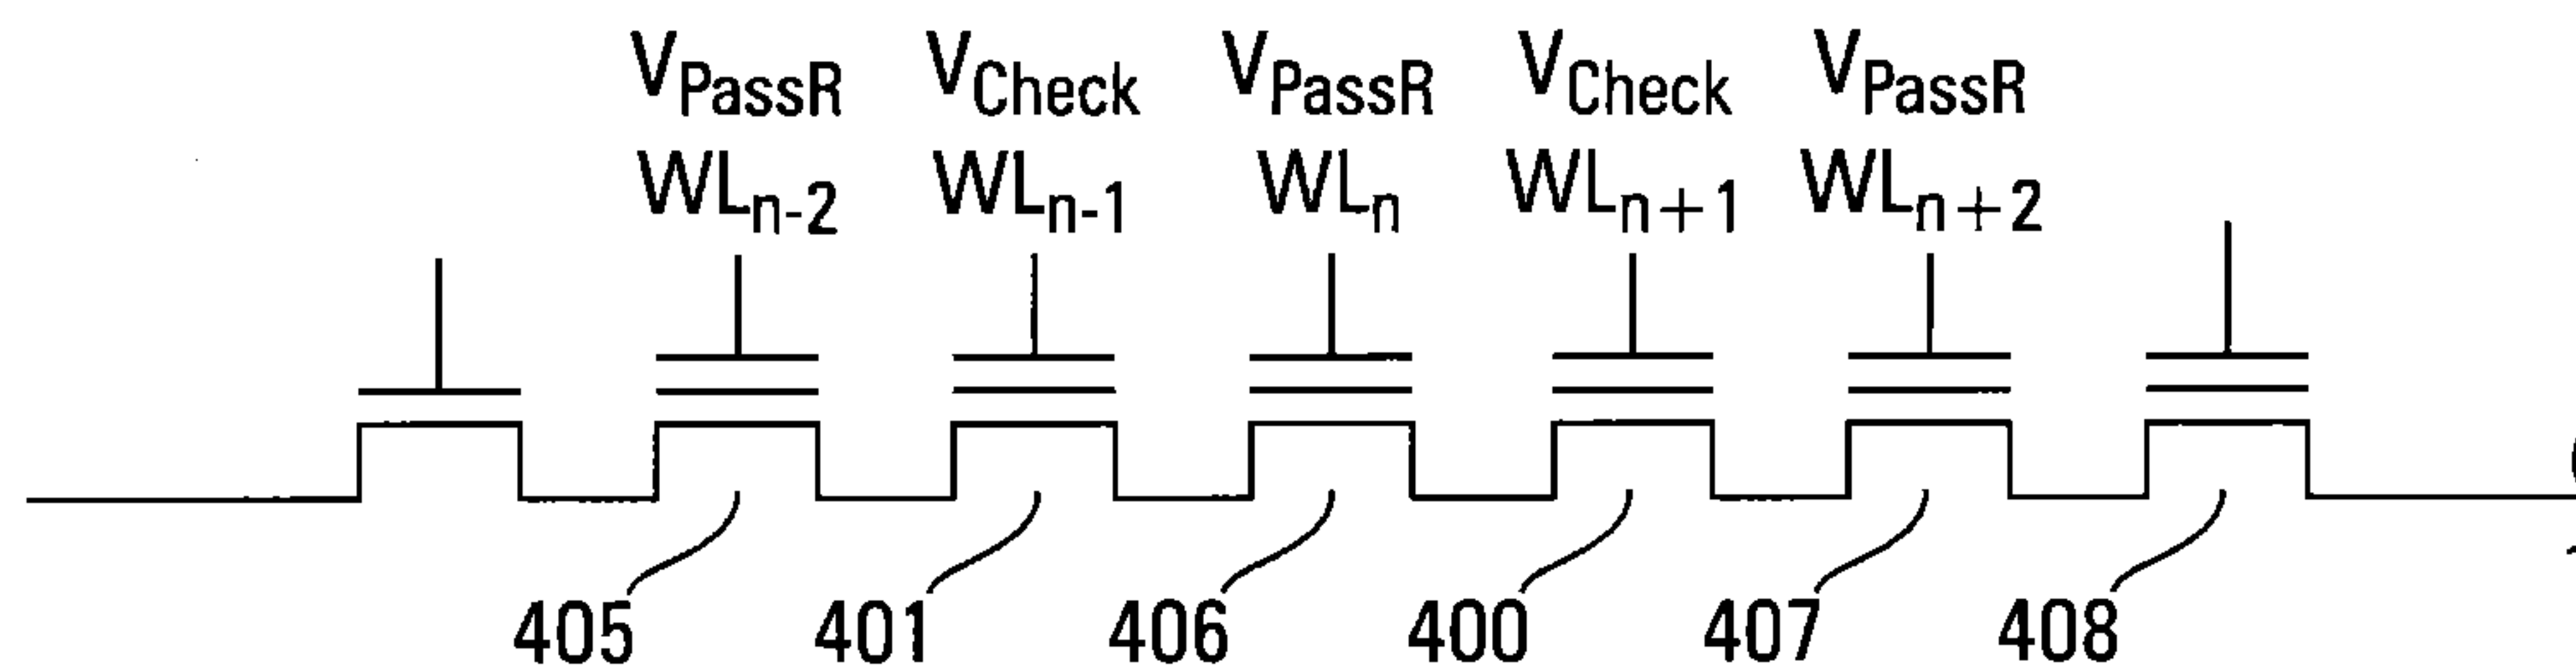 VPassR VCheck VPassR VCheck VPassR
WLn-2 WLn-1 WLn WLn+1 WLn+2
405 401 406 400 407 408